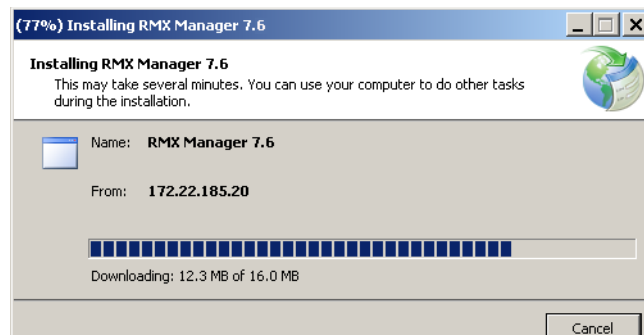 (77%) Installing RMX Manager 7.6
Installing RMX Manager 7.6
This may take several minutes. You can use your computer to do other tasks
during the installation.
Name: RMX Manager 7.6
From: 172.22.185.20
Downloading: 12.3 MB of 16.0 MB
Cancel